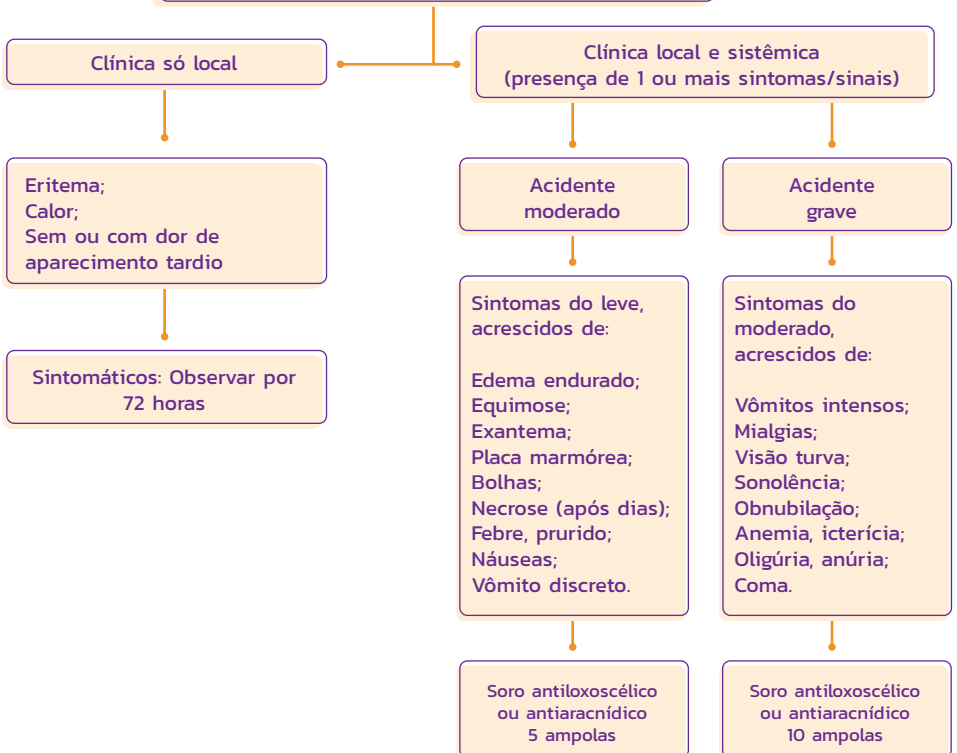 Clínica só local
Clínica local e sistêmica
(presença de 1 ou mais sintomas/sinais)
Eritema;
Calor;
Sem ou com dor de
aparecimento tardio
Sintomáticos: Observar por
72 horas
Acidente
moderado
Sintomas do leve,
acrescidos de:
Edema endurado;
Equimose;
Exantema;
Placa marmórea;
Bolhas;
Necrose (após dias);
Febre, prurido;
Náuseas;
Vômito discreto.
Soro antiloxoscélico
ou antiaracnídico
5 ampolas
Acidente
grave
Sintomas do
moderado,
acrescidos de:
Vômitos intensos;
Mialgias;
Visão turva;
Sonolência;
Obnubilação;
Anemia, icterícia;
Oligúria, anúria;
Coma.
Soro antiloxoscélico
ou antiaracnídico
10 ampolas